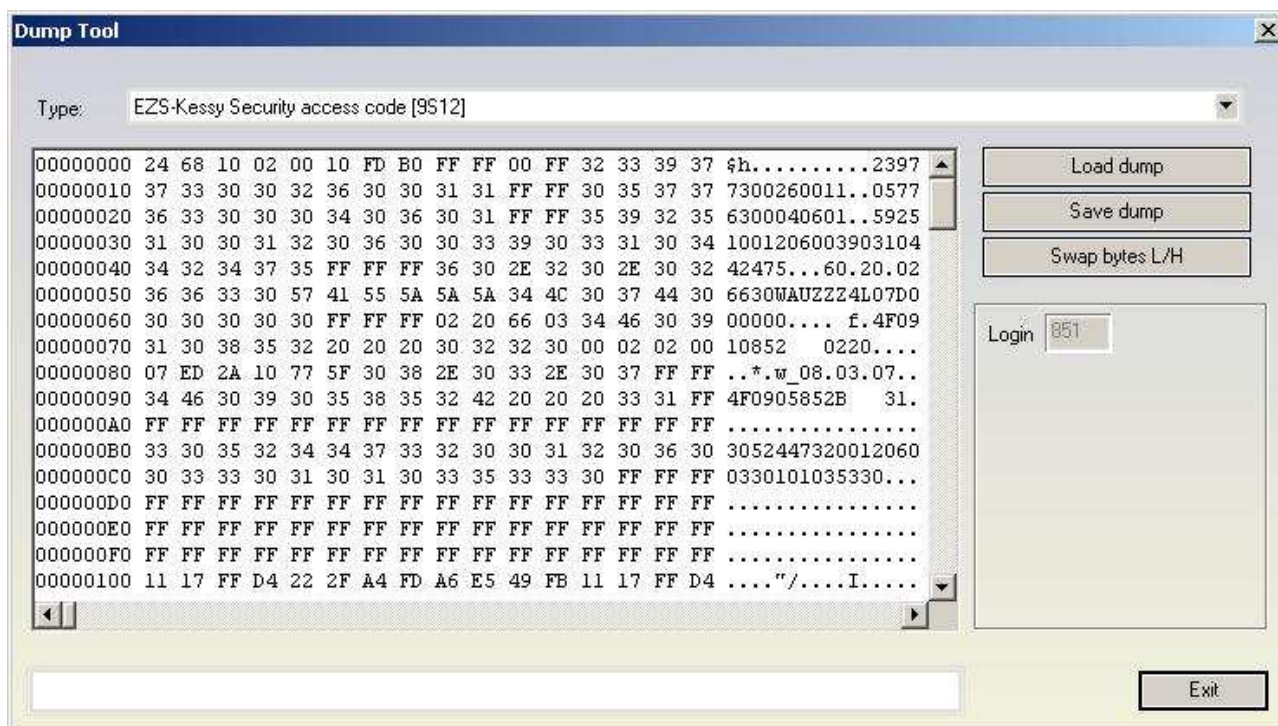 Dump Tool
Type: EZS-Kessy Security access code [9S12]
00000000 24 68 10 02 00 10 FD B0 FF FF 00 FF 32 33 39 37 $h..........2397
00000010 37 33 30 30 32 36 30 30 31 31 FF FF 30 35 37 37 7300260011..0577
00000020 36 33 30 30 30 34 30 36 30 31 FF FF 35 39 32 35 6300040601..5925
00000030 31 30 30 31 32 30 36 30 30 33 39 30 33 31 30 34 1001206003903104
00000040 34 32 34 37 35 FF FF FF 36 30 2E 32 30 2E 30 32 42475...60.20.02
00000050 36 36 33 30 57 41 55 5A 5A 5A 34 4C 30 37 44 30 6630WAUZZZ4L07D0
00000060 30 30 30 30 30 FF FF FF 02 20 66 03 34 46 30 39 00000.... f.4F09
00000070 31 30 38 35 32 20 20 20 30 32 32 30 00 02 02 00 10852   0220....
00000080 07 ED 2A 10 77 5F 30 38 2E 30 33 2E 30 37 FF FF ..*.w_08.03.07..
00000090 34 46 30 39 30 35 38 35 32 42 20 20 20 33 31 FF 4F0905852B   31.
000000A0 FF FF FF FF FF FF FF FF FF FF FF FF FF FF FF FF ................
000000B0 33 30 35 32 34 34 37 33 32 30 30 31 32 30 36 30 3052447320012060
000000C0 30 33 33 30 31 30 31 30 33 35 33 33 30 FF FF FF 0330101035330...
000000D0 FF FF FF FF FF FF FF FF FF FF FF FF FF FF FF FF ................
000000E0 FF FF FF FF FF FF FF FF FF FF FF FF FF FF FF FF ................
000000F0 FF FF FF FF FF FF FF FF FF FF FF FF FF FF FF FF ................
00000100 11 17 FF D4 22 2F A4 FD A6 E5 49 FB 11 17 FF D4 ...."/....I.....
Load dump
Save dump
Swap bytes L/H
Login 851
Exit